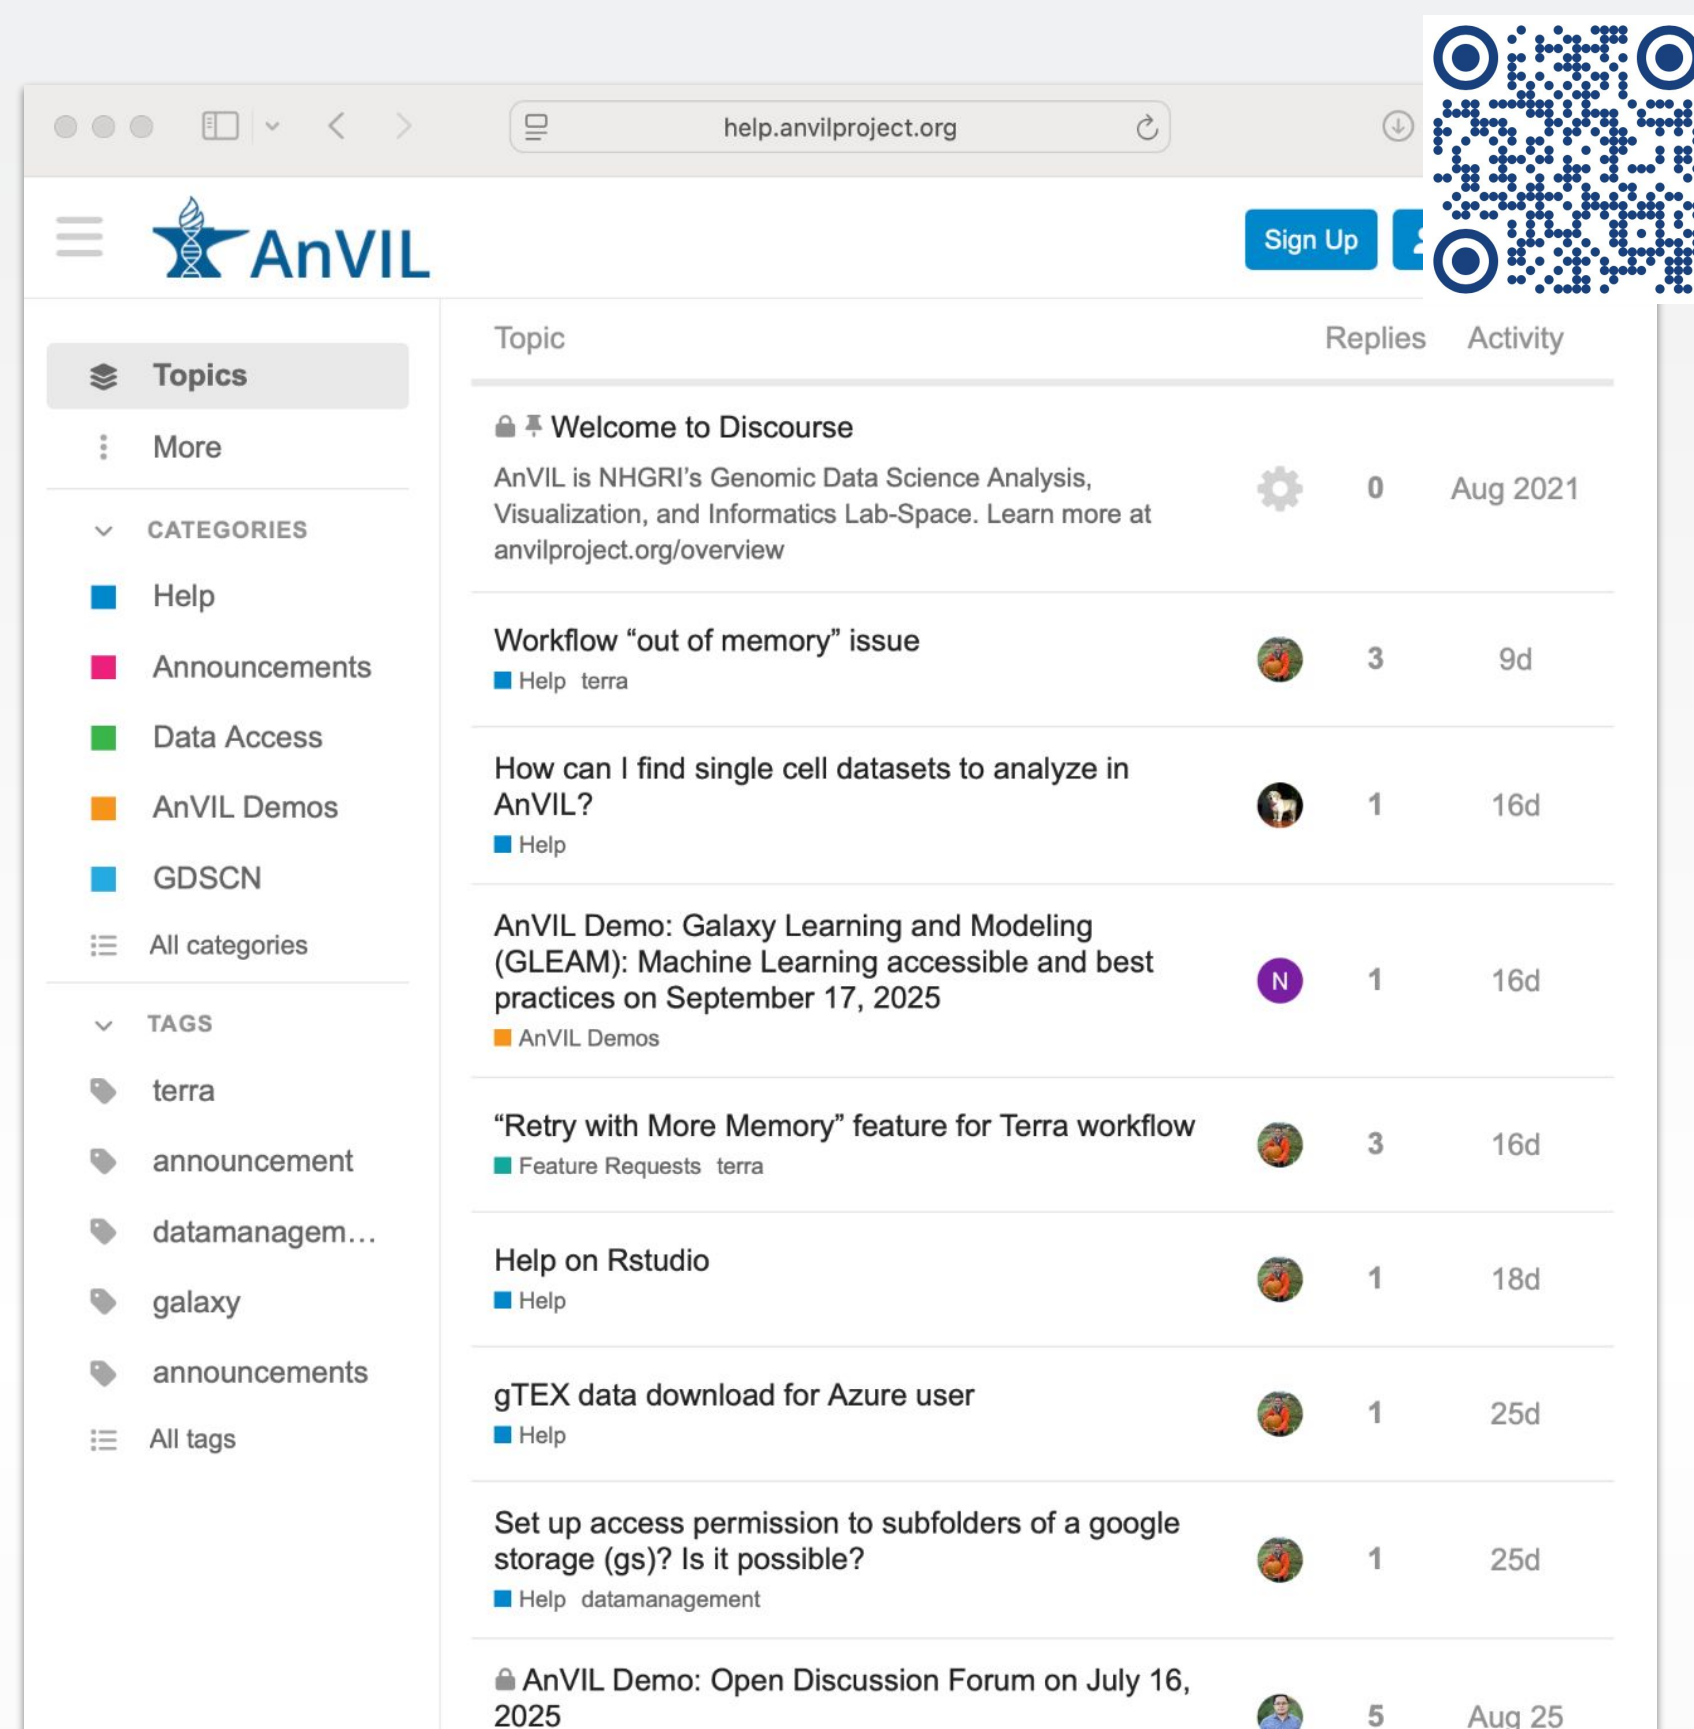 help.anvilproject.org
AnVIL
Sign Up
Topics
More
CATEGORIES
Help
Announcements
Data Access
AnVIL Demos
GDSCN
All categories
TAGS
terra
announcement
datamanagem...
galaxy
announcements
All tags
Topic Replies Activity
Welcome to Discourse
AnVIL is NHGRI’s Genomic Data Science Analysis,
Visualization, and Informatics Lab-Space. Learn more at
anvilproject.org/overview
0 Aug 2021
Workflow “out of memory” issue
Help terra
3 9d
How can I find single cell datasets to analyze in
AnVIL?
Help
1 16d
AnVIL Demo: Galaxy Learning and Modeling
(GLEAM): Machine Learning accessible and best
practices on September 17, 2025
AnVIL Demos
N 1 16d
“Retry with More Memory” feature for Terra workflow
Feature Requests terra
3 16d
Help on Rstudio
Help
1 18d
gTEX data download for Azure user
Help
1 25d
Set up access permission to subfolders of a google
storage (gs)? Is it possible?
Help datamanagement
1 25d
AnVIL Demo: Open Discussion Forum on July 16,
2025
5 Aug 25